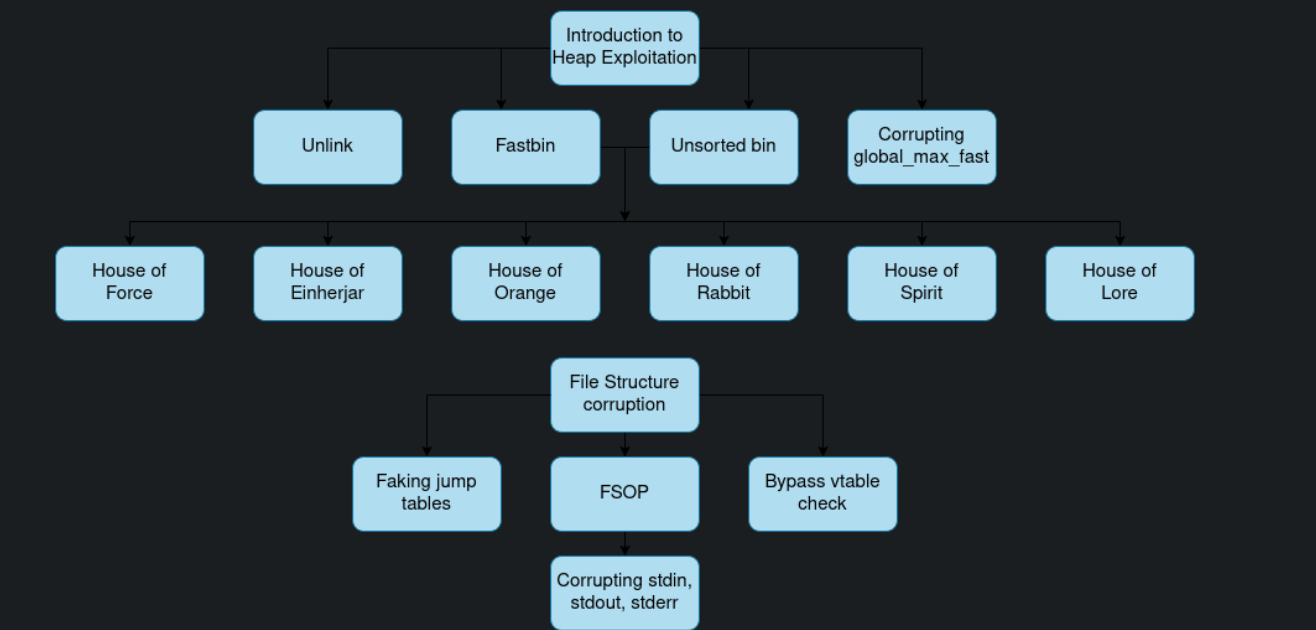 Introduction to
Heap Exploitation
Unlink
Fastbin
Unsorted bin
Corrupting
global_max_fast
House of
Force
House of
Einherjar
House of
Orange
House of
Rabbit
House of
Spirit
House of
Lore
File Structure
corruption
Faking jump
tables
FSOP
Bypass vtable
check
Corrupting stdin,
stdout, stderr